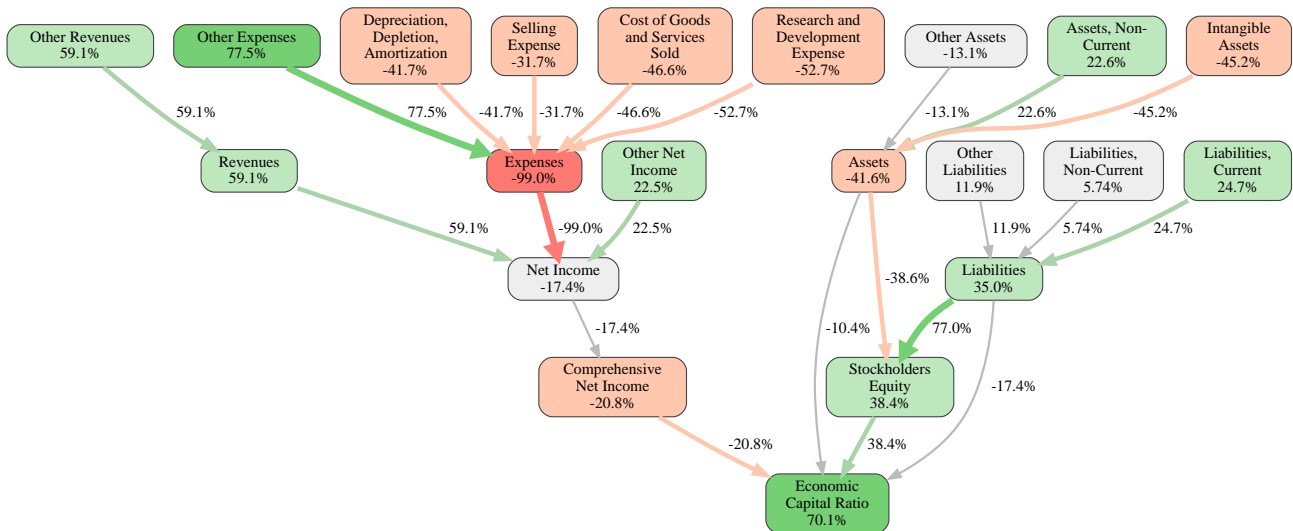 Other Revenues
59.1%
Other Expenses
77.5%
Depreciation,
Depletion,
Amortization
-41.7%
Selling
Expense
-31.7%
Cost of Goods
and Services
Sold
-46.6%
Research and
Development
Expense
-52.7%
Other Assets
-13.1%
Assets, Non-
Current
22.6%
Intangible
Assets
-45.2%
59.1%
77.5%
-41.7%
-31.7%
-46.6%
-52.7%
-13.1%
22.6%
-45.2%
Revenues
59.1%
Expenses
-99.0%
Other Net
Income
22.5%
Assets
-41.6%
Other
Liabilities
11.9%
Liabilities,
Non-Current
5.74%
Liabilities,
Current
24.7%
59.1%
-99.0%
22.5%
11.9%
5.74%
24.7%
Net Income
-17.4%
-38.6%
Liabilities
35.0%
-17.4%
-10.4%
77.0%
Comprehensive
Net Income
-20.8%
Stockholders
Equity
38.4%
-17.4%
-20.8%
38.4%
Economic
Capital Ratio
70.1%